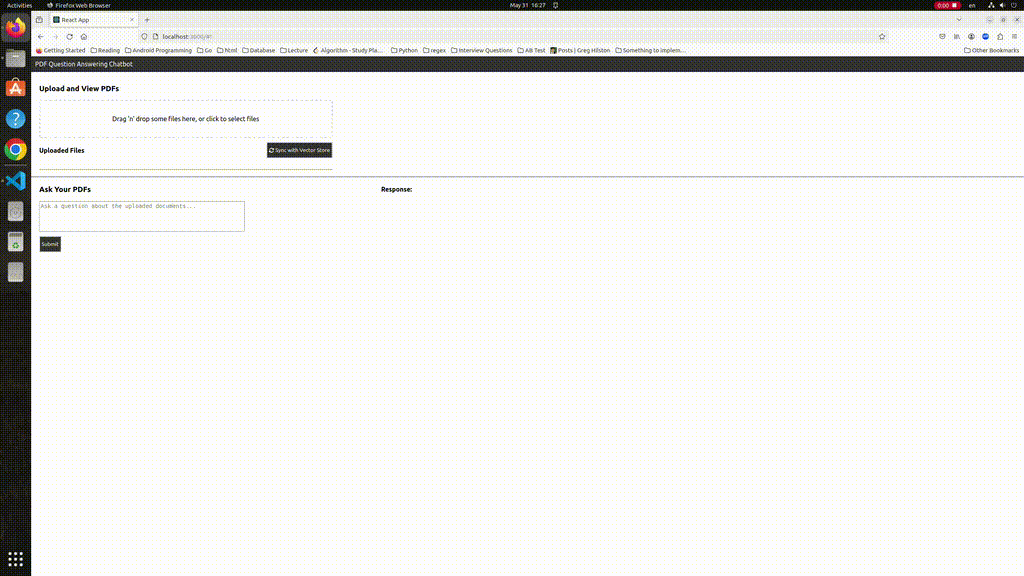 Activities Firefox Web Browser May 31 16:27 0:00 en
React App
localhost:3000/#!
Getting Started Reading Android Programming Go html Database Lecture Algorithm - Study Pla... Python regex Interview Questions AB Test Posts | Greg Hilston Something to implem... Other Bookmarks
PDF Question Answering Chatbot
Upload and View PDFs
Drag 'n' drop some files here, or click to select files
Uploaded Files Sync with Vector Store
Ask Your PDFs Response:
Ask a question about the uploaded documents...
Submit